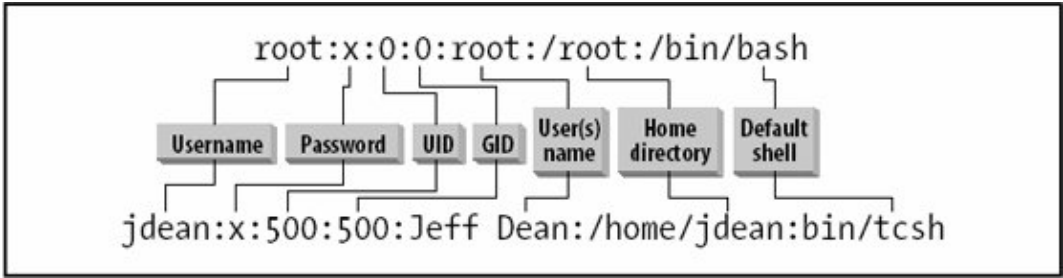 root:x:0:0:root:/root:/bin/bash
Username Password UID GID User(s) name Home directory Default shell
jdean:x:500:500:Jeff Dean:/home/jdean:bin/tcsh